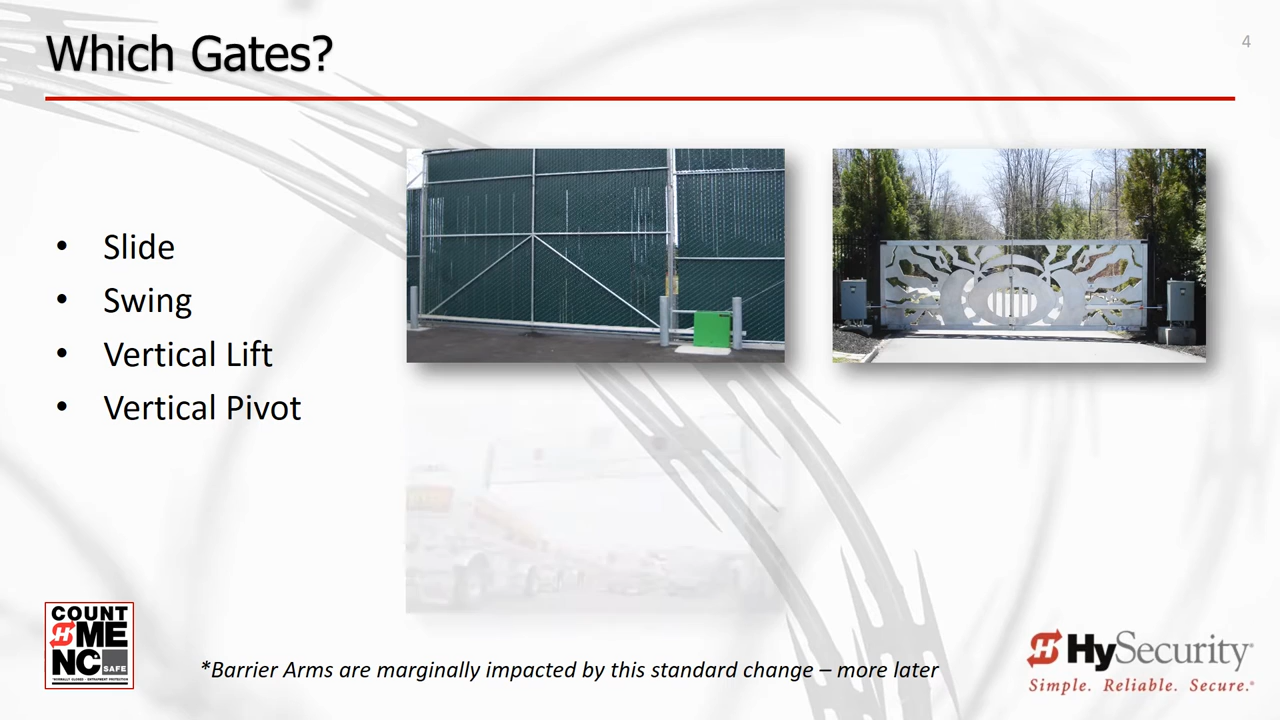 Which Gates?
4
• Slide
• Swing
• Vertical Lift
• Vertical Pivot
COUNT
ME
NC SAFE
*Barrier Arms are marginally impacted by this standard change – more later
HySecurity®
Simple. Reliable. Secure.®